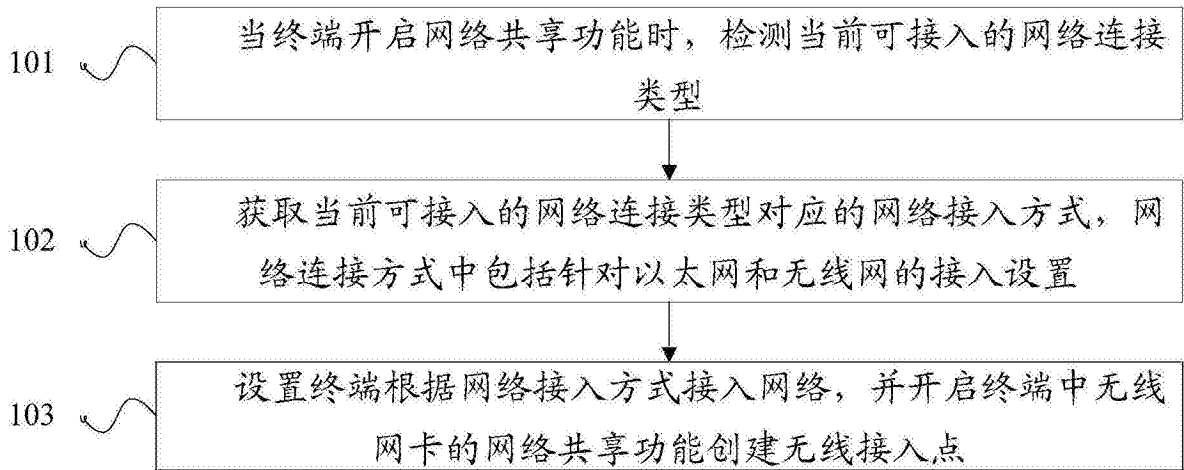 101
当终端开启网络共享功能时，检测当前可接入的网络连接
类型
102
获取当前可接入的网络连接类型对应的网络接入方式，网
络连接方式中包括针对以太网和无线网的接入设置
103
设置终端根据网络接入方式接入网络，并开启终端中无线
网卡的网络共享功能创建无线接入点